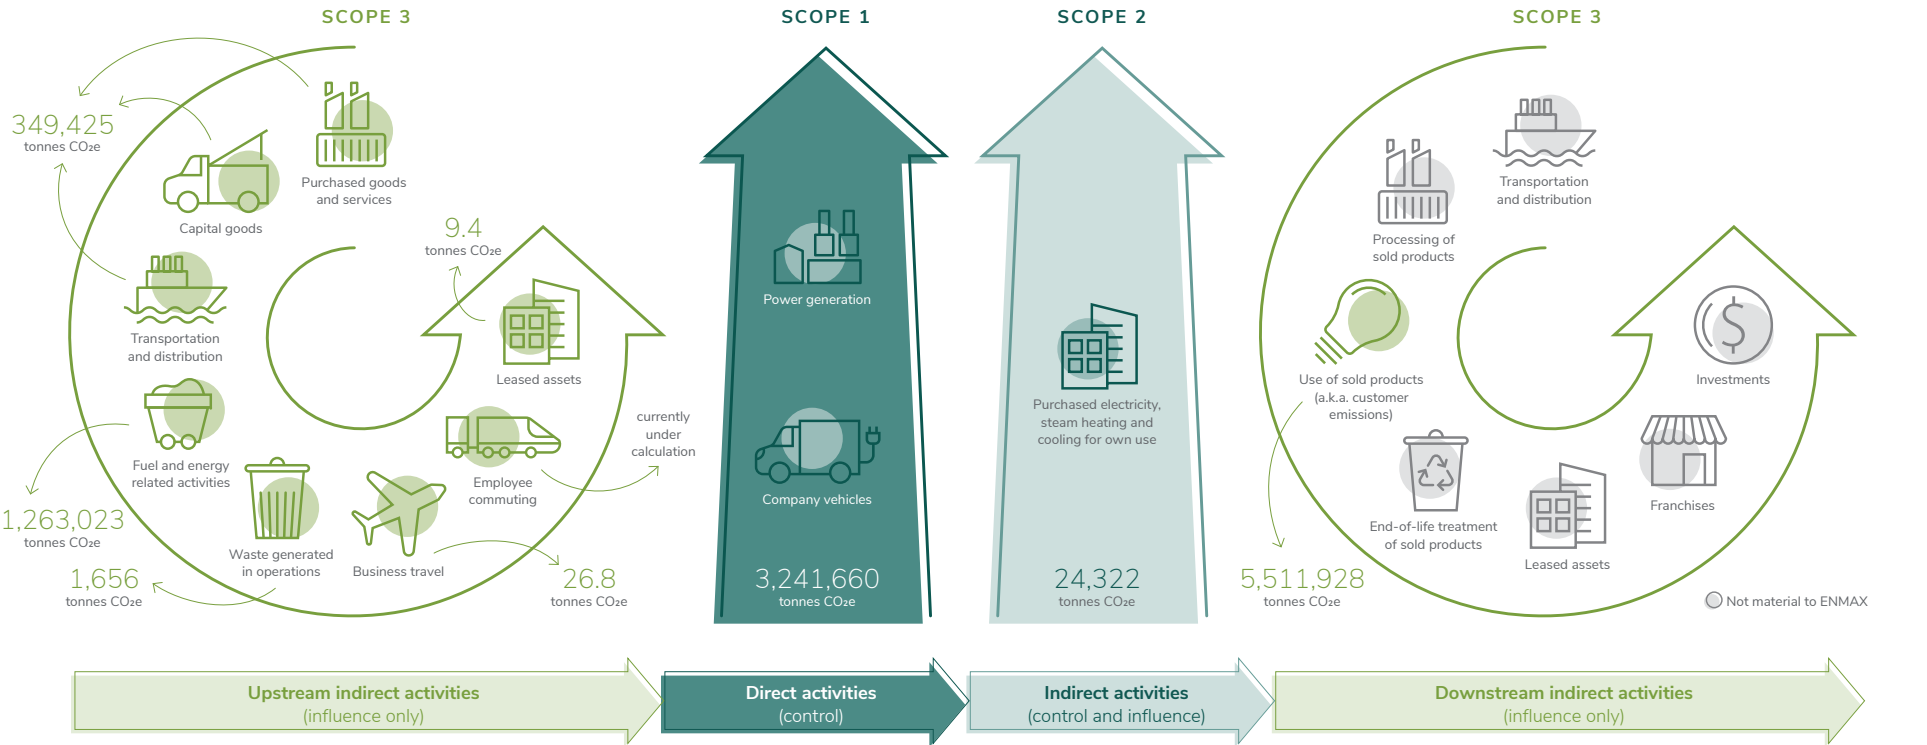 SCOPE 3
349,425
tonnes CO₂e
Purchased goods
and services
Capital goods
Transportation
and distribution
Fuel and energy
related activities
1,263,023
tonnes CO₂e
Waste generated
in operations
1,656
tonnes CO₂e
Business travel
26.8
tonnes CO₂e
Employee
commuting
currently
under
calculation
9.4
tonnes CO₂e
Leased assets
SCOPE 1
Power generation
Company vehicles
3,241,660
tonnes CO₂e
SCOPE 2
Purchased electricity,
steam heating and
cooling for own use
24,322
tonnes CO₂e
SCOPE 3
Transportation
and distribution
Processing of
sold products
Use of sold products
(a.k.a. customer
emissions)
5,511,928
tonnes CO₂e
End-of-life treatment
of sold products
Leased assets
Franchises
Investments
Not material to ENMAX
Upstream indirect activities
(influence only)
Direct activities
(control)
Indirect activities
(control and influence)
Downstream indirect activities
(influence only)